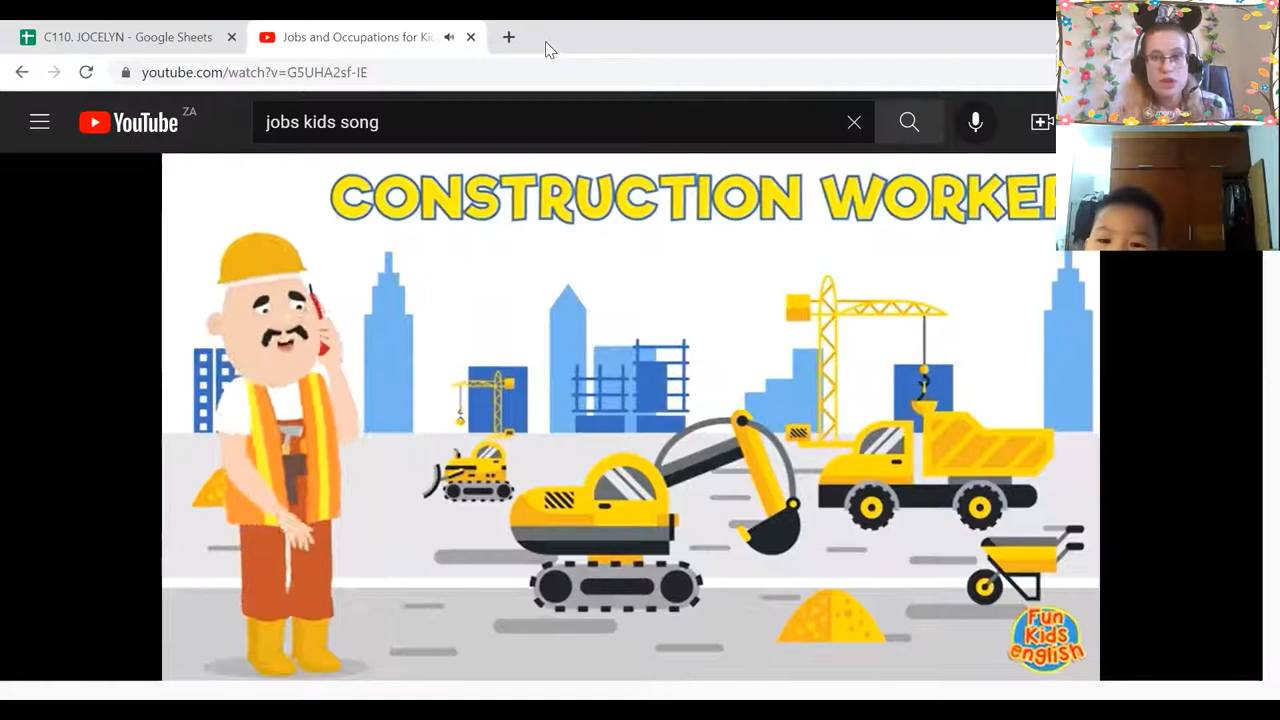 C110. JOCELYN - Google Sheets
Jobs and Occupations for Ki
youtube.com/watch?v=G5UHA2sf-IE
YouTube ZA
jobs kids song
CONSTRUCTION WORKER
Fun
Kids
english